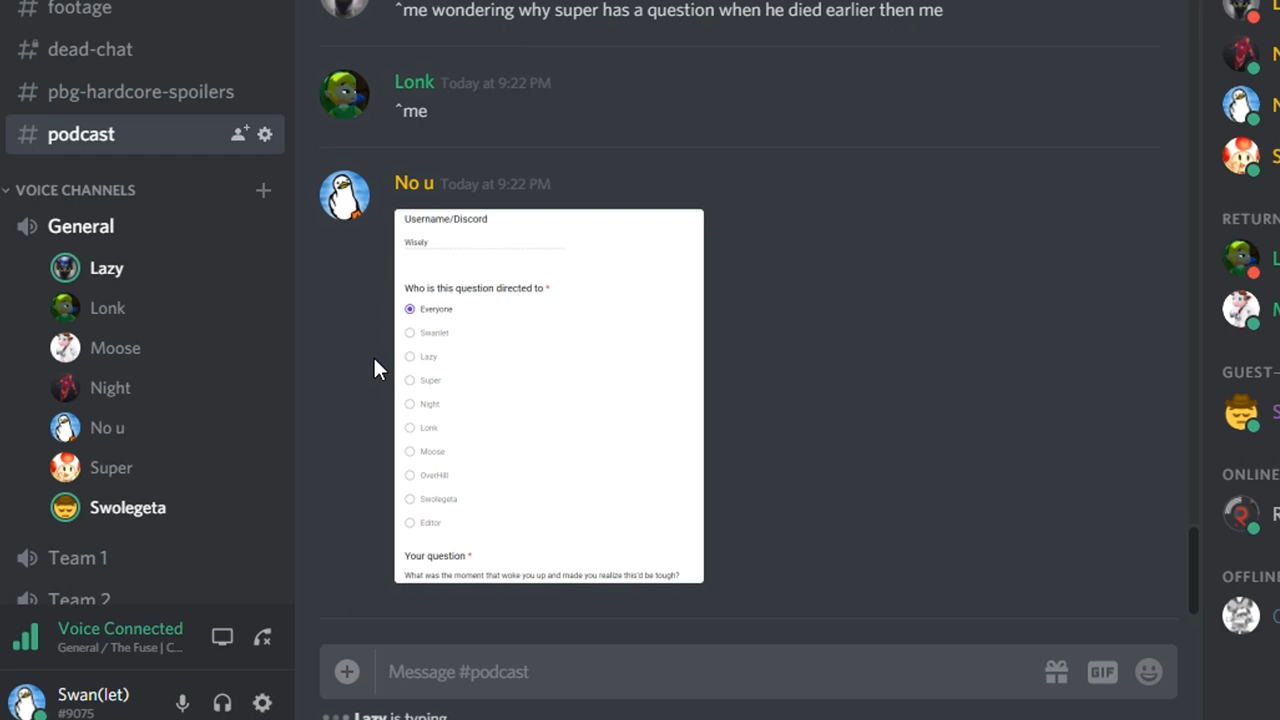 footage
dead-chat
pbg-hardcore-spoilers
podcast
VOICE CHANNELS
General
Lazy
Lonk
Moose
Night
No u
Super
Swolegeta
Team 1
Team 2
Voice Connected
General / The Fuse | C...
Swan(let)
#9075
^me wondering why super has a question when he died earlier then me
Lonk Today at 9:22 PM
^me
No u Today at 9:22 PM
Username/Discord
Wisely
Who is this question directed to *
Everyone
Swanlet
Lazy
Super
Night
Lonk
Moose
OverHill
Swolegeta
Editor
Your question *
What was the moment that woke you up and made you realize this'd be tough?
Message #podcast
GIF
Lazy is typing
N
N
S
RETURN
L
M
GUEST-
S
ONLINE
R
OFFLINE